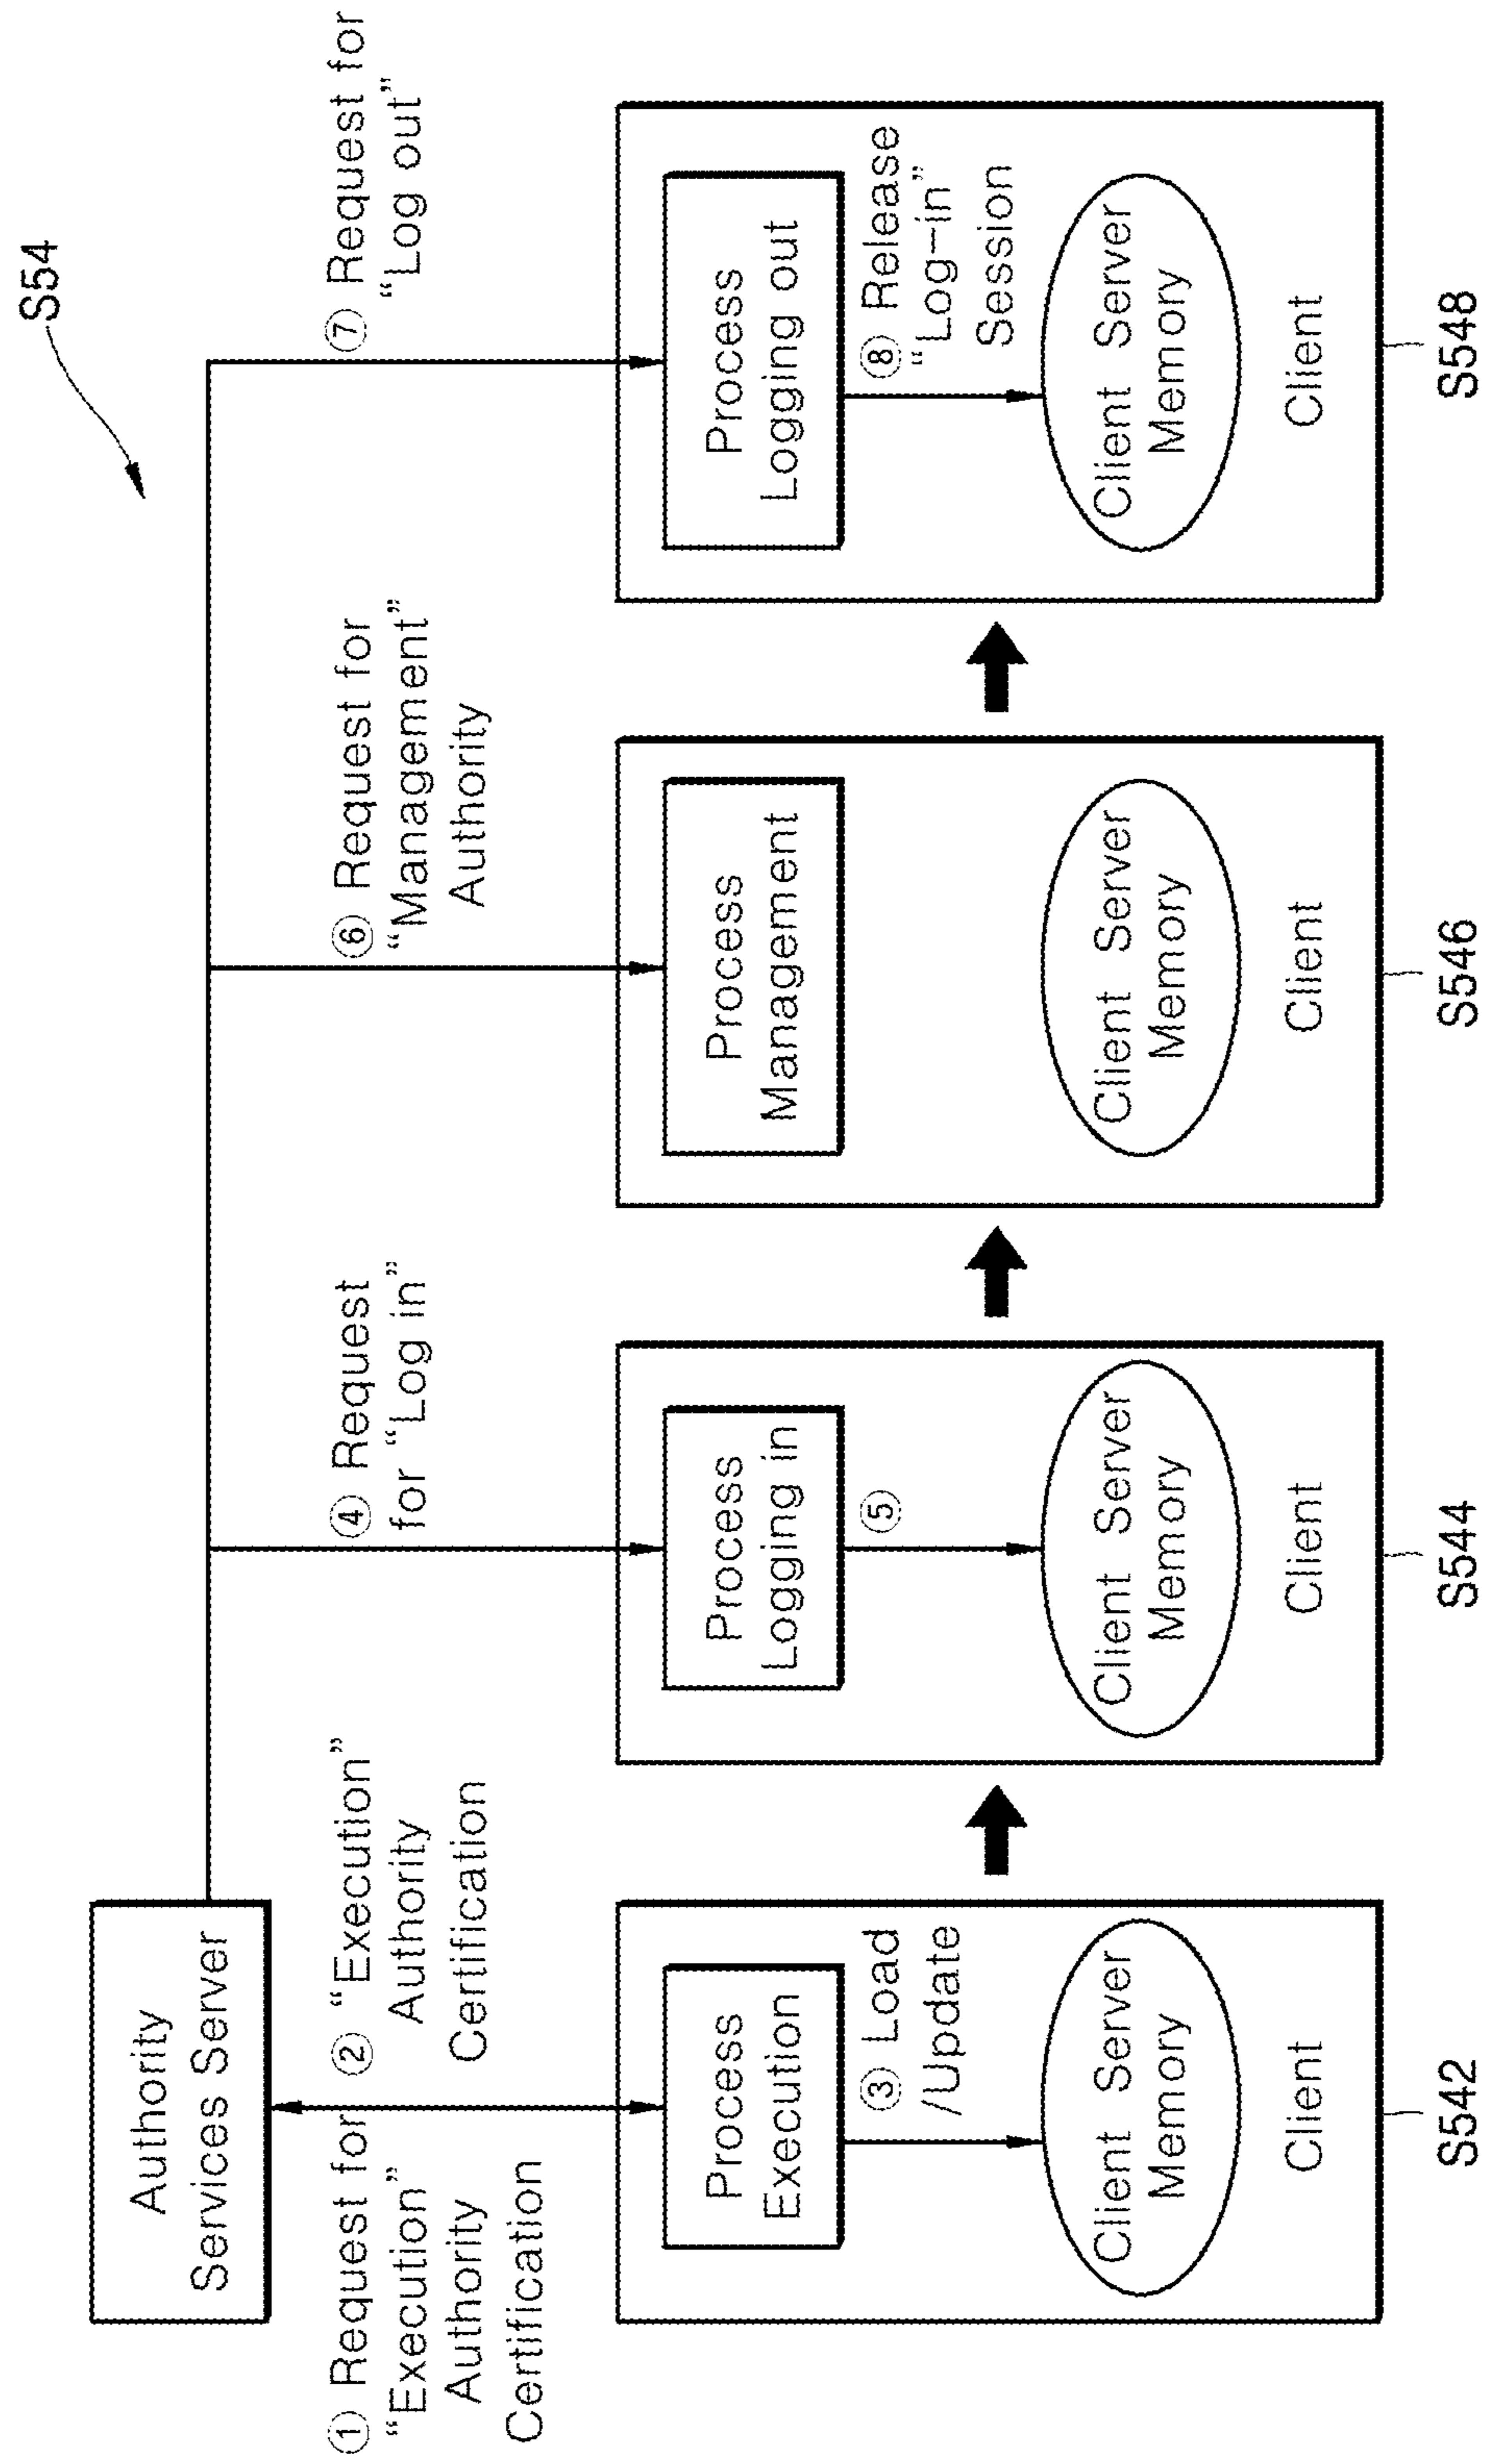 S54
Authority
Services Server
① Request for
“Execution”
Authority
Certification
② “Execution”
Authority
Certification
④ Request
for “Log in”
⑥ Request for
“Management”
Authority
⑦ Request for
“Log out”
Process
Execution
③ Load
/Update
Client Server
Memory
Client
S542
Process
Logging in
⑤
Client Server
Memory
Client
S544
Process
Management
Client Server
Memory
Client
S546
Process
Logging out
⑧ Release
“Log-in”
Session
Client Server
Memory
Client
S548